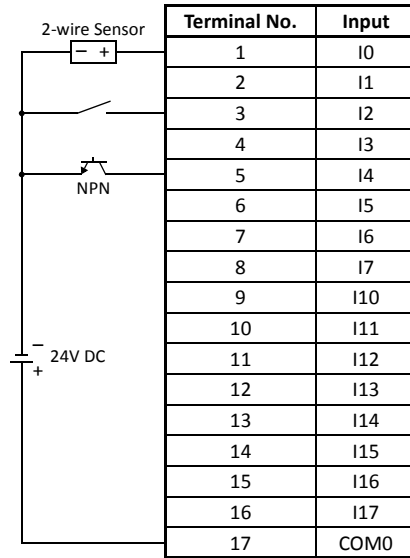 2-wire Sensor
− +
NPN
−
24V DC
+
Terminal No. Input
1 I0
2 I1
3 I2
4 I3
5 I4
6 I5
7 I6
8 I7
9 I10
10 I11
11 I12
12 I13
13 I14
14 I15
15 I16
16 I17
17 COM0